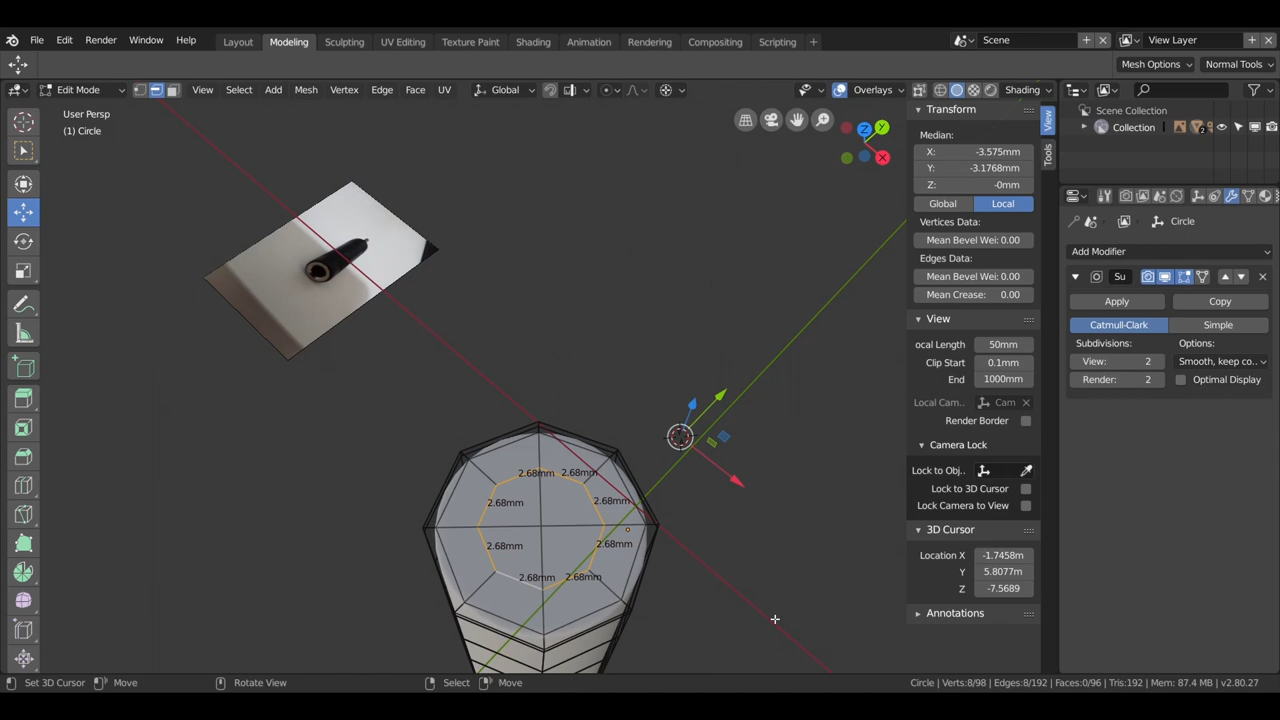 File Edit Render Window Help Layout Modeling Sculpting UV Editing Texture Paint Shading Animation Rendering Compositing Scripting + Scene View Layer
Mesh Options Normal Tools
Edit Mode View Select Add Mesh Vertex Edge Face UV Global Overlays Shading
User Persp
(1) Circle
Z Y X
Transform
Median:
X: -3.575mm
Y: -3.1768mm
Z: -0mm
Global Local
Vertices Data:
Mean Bevel Wei: 0.00
Edges Data:
Mean Bevel Wei: 0.00
Mean Crease: 0.00
View
ocal Length 50mm
Clip Start 0.1mm
End 1000mm
Local Cam.. Cam
Render Border
Camera Lock
Lock to Obj..
Lock to 3D Cursor
Lock Camera to View
3D Cursor
Location X -1.7458m
Y 5.8077m
Z -7.5689
Annotations
View
Tools
Scene Collection
Collection 2
Circle
Add Modifier
Su
Apply Copy
Catmull-Clark Simple
Subdivisions: Options:
View: 2 Smooth, keep co..
Render: 2 Optimal Display
2.68mm 2.68mm
2.68mm 2.68mm
2.68mm 2.68mm
2.68mm 2.68mm
Set 3D Cursor Move Rotate View Select Move Circle | Verts:8/98 | Edges:8/192 | Faces:0/96 | Tris:192 | Mem: 87.4 MB | v2.80.27